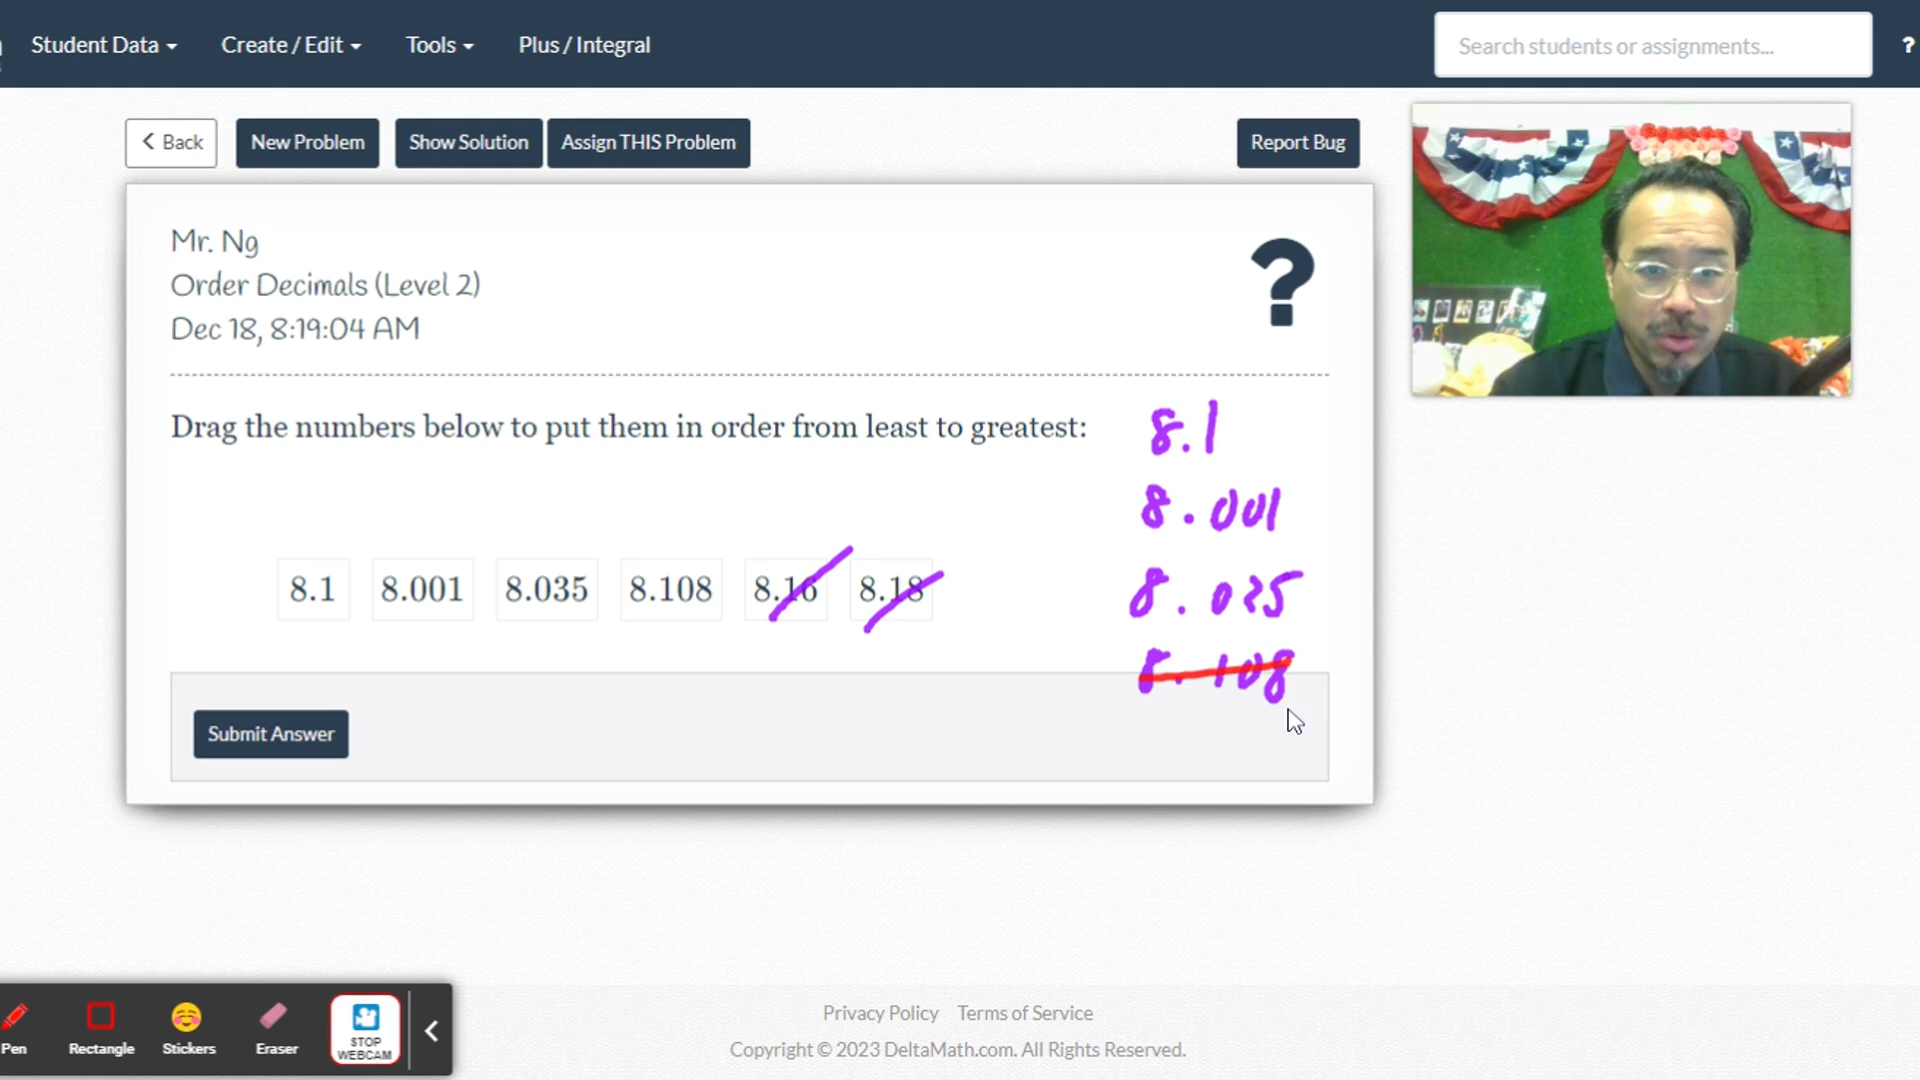 Student Data Create / Edit Tools Plus / Integral Search students or assignments... ?
Back New Problem Show Solution Assign THIS Problem Report Bug
Mr. Ng
Order Decimals (Level 2)
Dec 18, 8:19:04 AM
?
Drag the numbers below to put them in order from least to greatest:
8.1
8.001
8.1 8.001 8.035 8.108 8.16 8.18
8.035
8.108
Submit Answer
Privacy Policy Terms of Service
Copyright © 2023 DeltaMath.com. All Rights Reserved.
Pen Rectangle Stickers Eraser STOP
WEBCAM